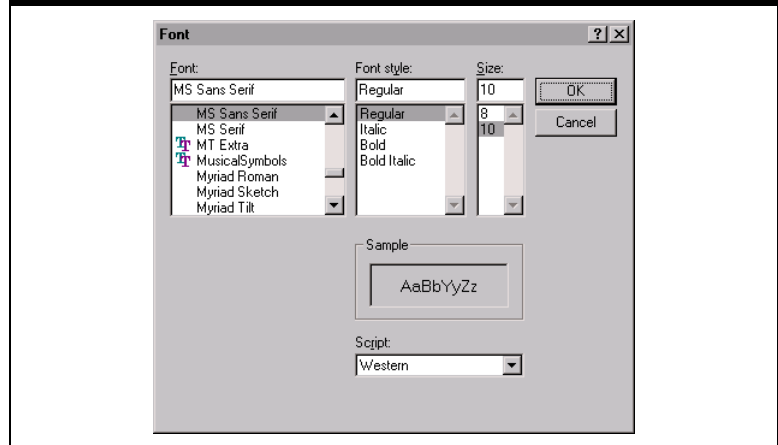 Font
Font:
MS Sans Serif
MS Sans Serif
MS Serif
MT Extra
MusicalSymbols
Myriad Roman
Myriad Sketch
Myriad Tilt
Font style:
Regular
Regular
Italic
Bold
Bold Italic
Size:
10
8
10
OK
Cancel
Sample
AaBbYyZz
Script:
Western